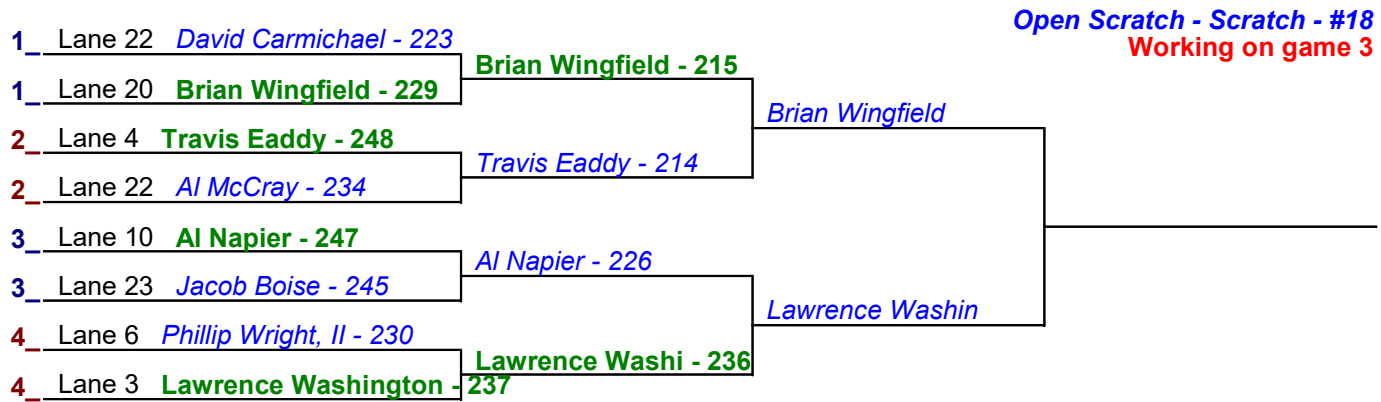 Open Scratch - Scratch - #18
Working on game 3
1_ Lane 22 David Carmichael - 223
1_ Lane 20 Brian Wingfield - 229
2_ Lane 4 Travis Eaddy - 248
2_ Lane 22 Al McCray - 234
3_ Lane 10 Al Napier - 247
3_ Lane 23 Jacob Boise - 245
4_ Lane 6 Phillip Wright, II - 230
4_ Lane 3 Lawrence Washington - 237
Brian Wingfield - 215
Travis Eaddy - 214
Al Napier - 226
Lawrence Washi - 236
Brian Wingfield
Lawrence Washin